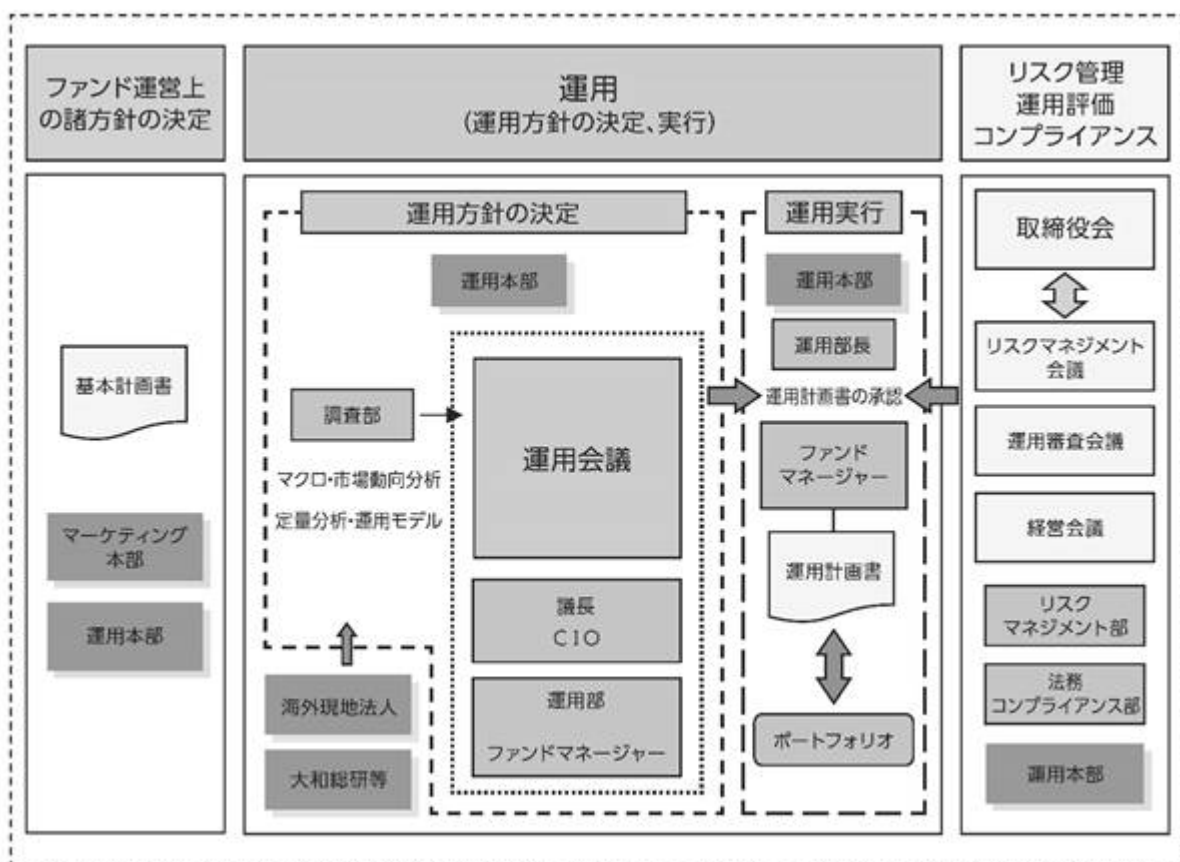 ファンド運営上
の諸方針の決定
運用
(運用方針の決定、実行)
リスク管理
運用評価
コンプライアンス
基本計画書
マーケティング
本部
運用本部
運用方針の決定
運用本部
調査部
マクロ・市場動向分析
定量分析・運用モデル
運用会議
議長
CIO
運用部
ファンドマネージャー
海外現地法人
大和総研等
運用実行
運用本部
運用部長
運用計画書の承認
ファンド
マネージャー
運用計画書
ポートフォリオ
取締役会
リスクマネジメント
会議
運用審査会議
経営会議
リスク
マネジメント部
法務
コンプライアンス部
運用本部